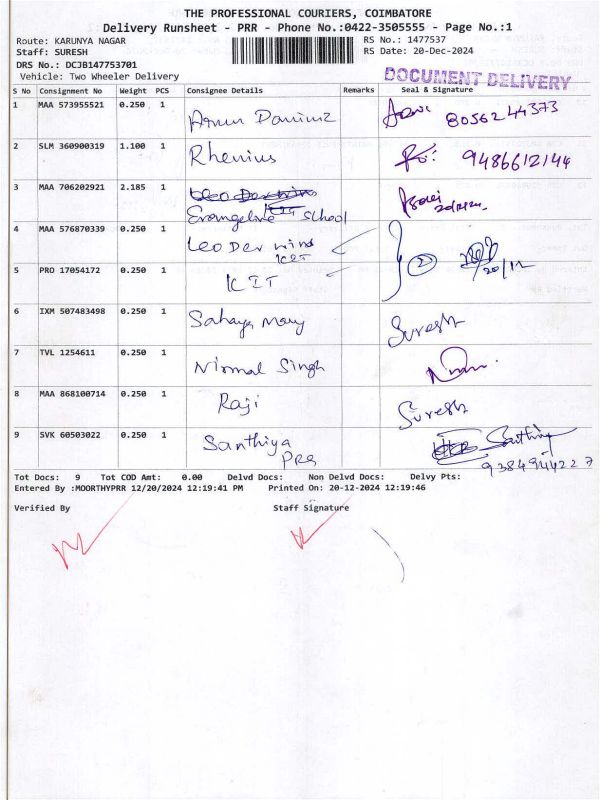 THE PROFESSIONAL COURIERS, COIMBATORE
Delivery Runsheet - PRR - Phone No.:0422-3505555 - Page No.:1
Route: KARUNYA NAGAR RS No.: 1477537
Staff: SURESH RS Date: 20-Dec-2024
DRS No.: DCJB147753701
Vehicle: Two Wheeler Delivery DOCUMENT DELIVERY
S No Consignment No Weight PCS Consignee Details Remarks Seal & Signature
1 MAA 573955521 0.250 1 8056244373
2 SLM 360900319 1.100 1 Rhenius 9486612144
3 MAA 706202921 2.185 1
Evangeline School
4 MAA 576870339 0.250 1 Leo Der wins
KIT
5 PRO 17054172 0.250 1 KIT 2 20/12
6 IXM 507483498 0.250 1 Sahaya Mary Suresh
7 TVL 1254611 0.250 1 Nirmal Singh
8 MAA 868100714 0.250 1 Raji Suresh
9 SVK 60503022 0.250 1 Santhiya
PRS 9384944227
Tot Docs: 9 Tot COD Amt: 0.00 Delvd Docs: Non Delvd Docs: Delvy Pts:
Entered By :MOORTHYPRR 12/20/2024 12:19:41 PM Printed On: 20-12-2024 12:19:46
Verified By Staff Signature